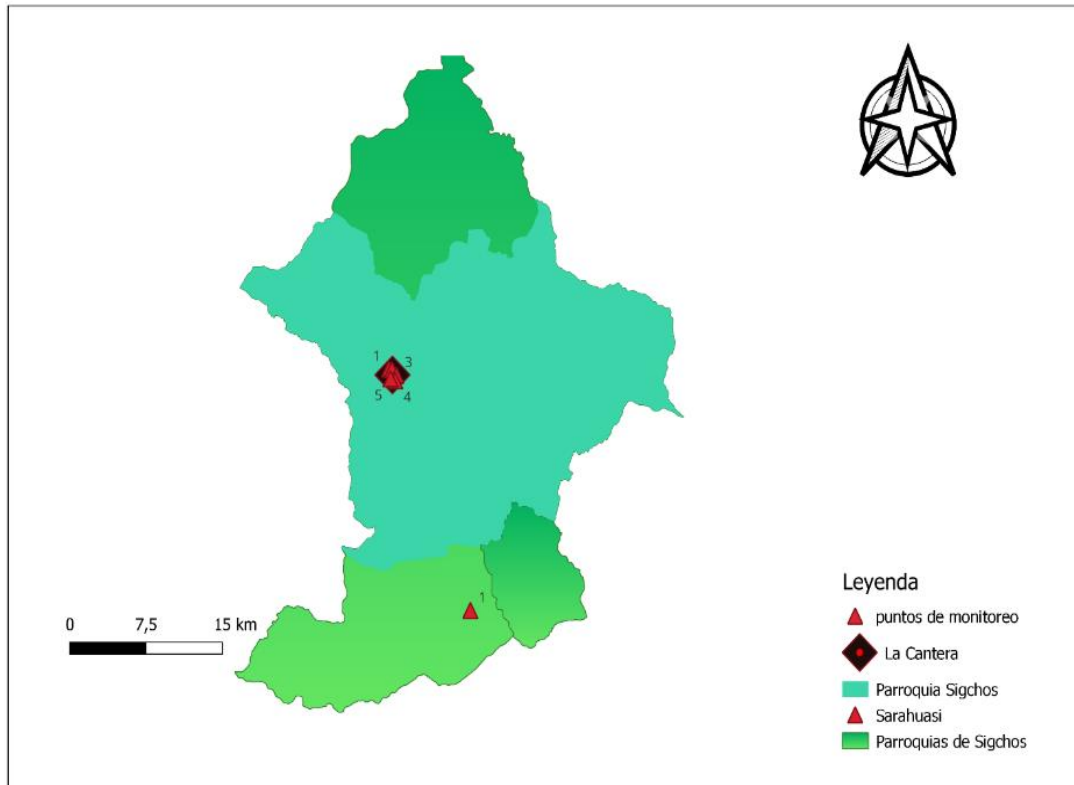 1 3
5 4
1
0 7,5 15 km
Leyenda
puntos de monitoreo
La Cantera
Parroquia Sigchos
Sarahuasi
Parroquias de Sigchos